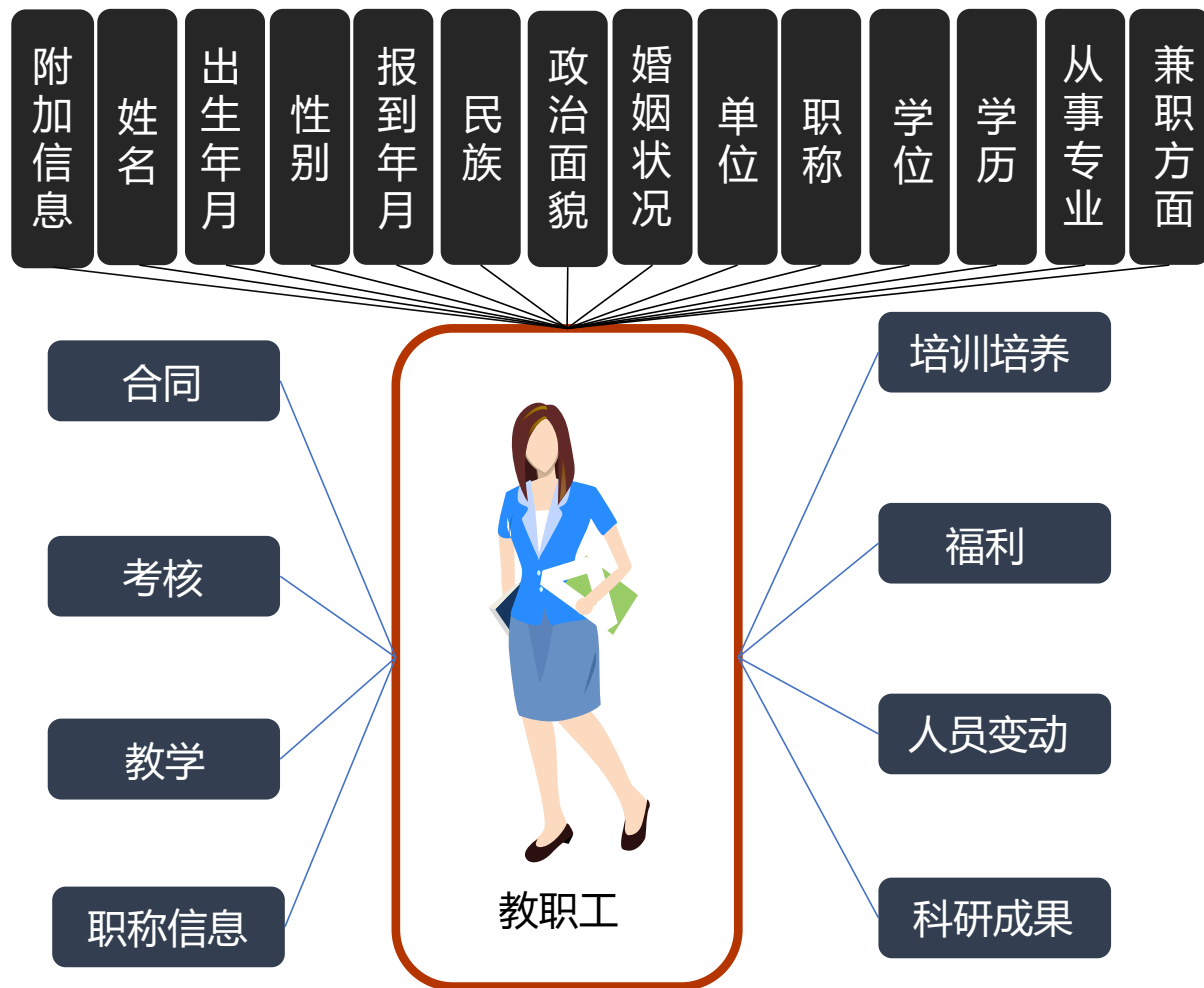 附加信息
姓名
出生年月
性别
报到年月
民族
政治面貌
婚姻状况
单位
职称
学位
学历
从事专业
兼职方面
合同
考核
教学
职称信息
教职工
培训培养
福利
人员变动
科研成果